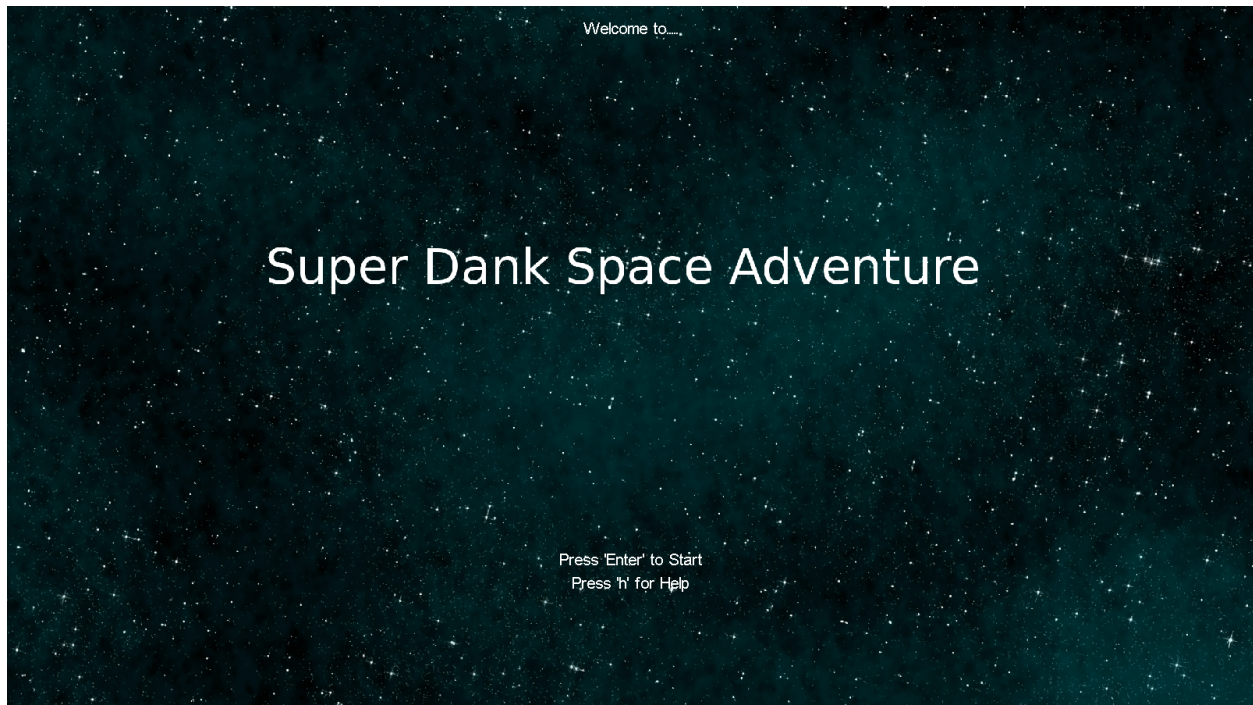 Welcome to.....
Super Dank Space Adventure
Press 'Enter' to Start
Press 'h' for Help